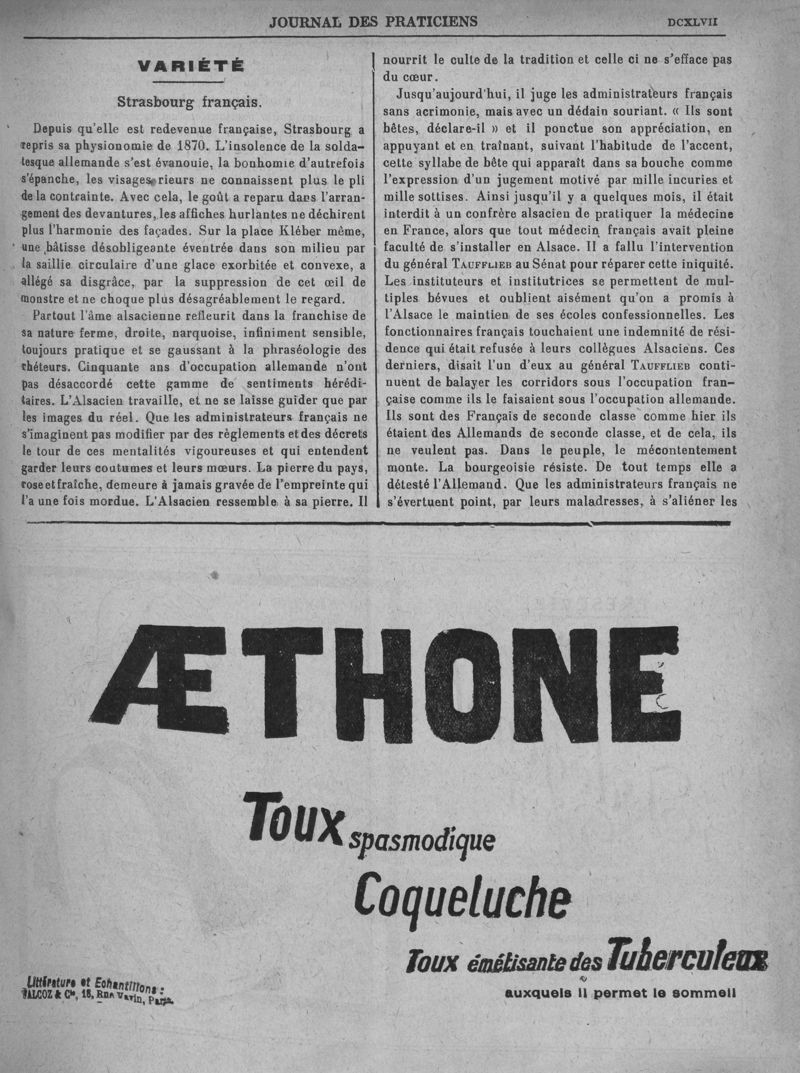 JOURNAL DES PRATICIENS
DCXLVII
VARIÉTÉ
Strasbourg français.
Depuis qu'elle est redevenue française, Strasbourg a
repris sa physionomie de 1870. L'insolence de la solda-
tesque allemande s'est évanouie, la bonhomie d'autrefois
s'épanche, les visages rieurs ne connaissent plus le pli
de la contrainte. Avec cela, le goût a reparu dans l'arran-
gement des devantures, les affiches hurlantes ne déchirent
plus l'harmonie des façades. Sur la place Kléber même,
une bâtisse désobligeante éventrée dans son milieu par
la saillie circulaire d'une glace exorbitée et convexe, a
allégé sa disgrâce, par la suppression de cet œil de
monstre et ne choque plus désagréablement le regard.
Partout l'âme alsacienne refleurit dans la franchise de
sa nature ferme, droite, narquoise, infiniment sensible,
toujours pratique et se gaussant à la phraséologie des
rhéteurs. Cinquante ans d'occupation allemande n'ont
pas désaccordé cette gamme de sentiments hérédi-
taires. L'Alsacien travaille, et ne se laisse guider que par
les images du réel. Que les administrateurs français ne
s'imaginent pas modifier par des règlements et des décrets
le tour de ces mentalités vigoureuses et qui entendent
garder leurs coutumes et leurs mœurs. La pierre du pays,
rose et fraîche, demeure à jamais gravée de l'empreinte qui
l'a une fois mordue. L'Alsacien ressemble à sa pierre. Il
nourrit le culte de la tradition et celle ci ne s'efface pas
du cœur.
Jusqu'aujourd'hui, il juge les administrateurs français
sans acrimonie, mais avec un dédain souriant. « Ils sont
bêtes, déclare-il » et il ponctue son appréciation, en
appuyant et en traînant, suivant l'habitude de l'accent,
cette syllabe de bête qui apparaît dans sa bouche comme
l'expression d'un jugement motivé par mille incuries et
mille sottises. Ainsi jusqu'il y a quelques mois, il était
interdit à un confrère alsacien de pratiquer la médecine
en France, alors que tout médecin français avait pleine
faculté de s'installer en Alsace. Il a fallu l'intervention
du général TAUFFLIEB au Sénat pour réparer cette iniquité.
Les instituteurs et institutrices se permettent de mul-
tiples bévues et oublient aisément qu'on a promis à
l'Alsace le maintien de ses écoles confessionnelles. Les
fonctionnaires français touchaient une indemnité de rési-
dence qui était refusée à leurs collègues Alsaciens. Ces
derniers, disait l'un d'eux au général TAUFFLIEB conti-
nuent de balayer les corridors sous l'occupation fran-
çaise comme ils le faisaient sous l'occupation allemande.
Ils sont des Français de seconde classe comme hier ils
étaient des Allemands de seconde classe, et de cela, ils
ne veulent pas. Dans le peuple, le mécontentement
monte. La bourgeoisie résiste. De tout temps elle a
détesté l'Allemand. Que les administrateurs français ne
s'évertuent point, par leurs maladresses, à s'aliéner les
ÆTHONE
Toux spasmodique
Coqueluche
Toux émétisante des Tuberculeux
auxquels il permet le sommeil
Littérature et Echantillons:
FALCOZ & Cie, 18, Rue Vavin, Paris.